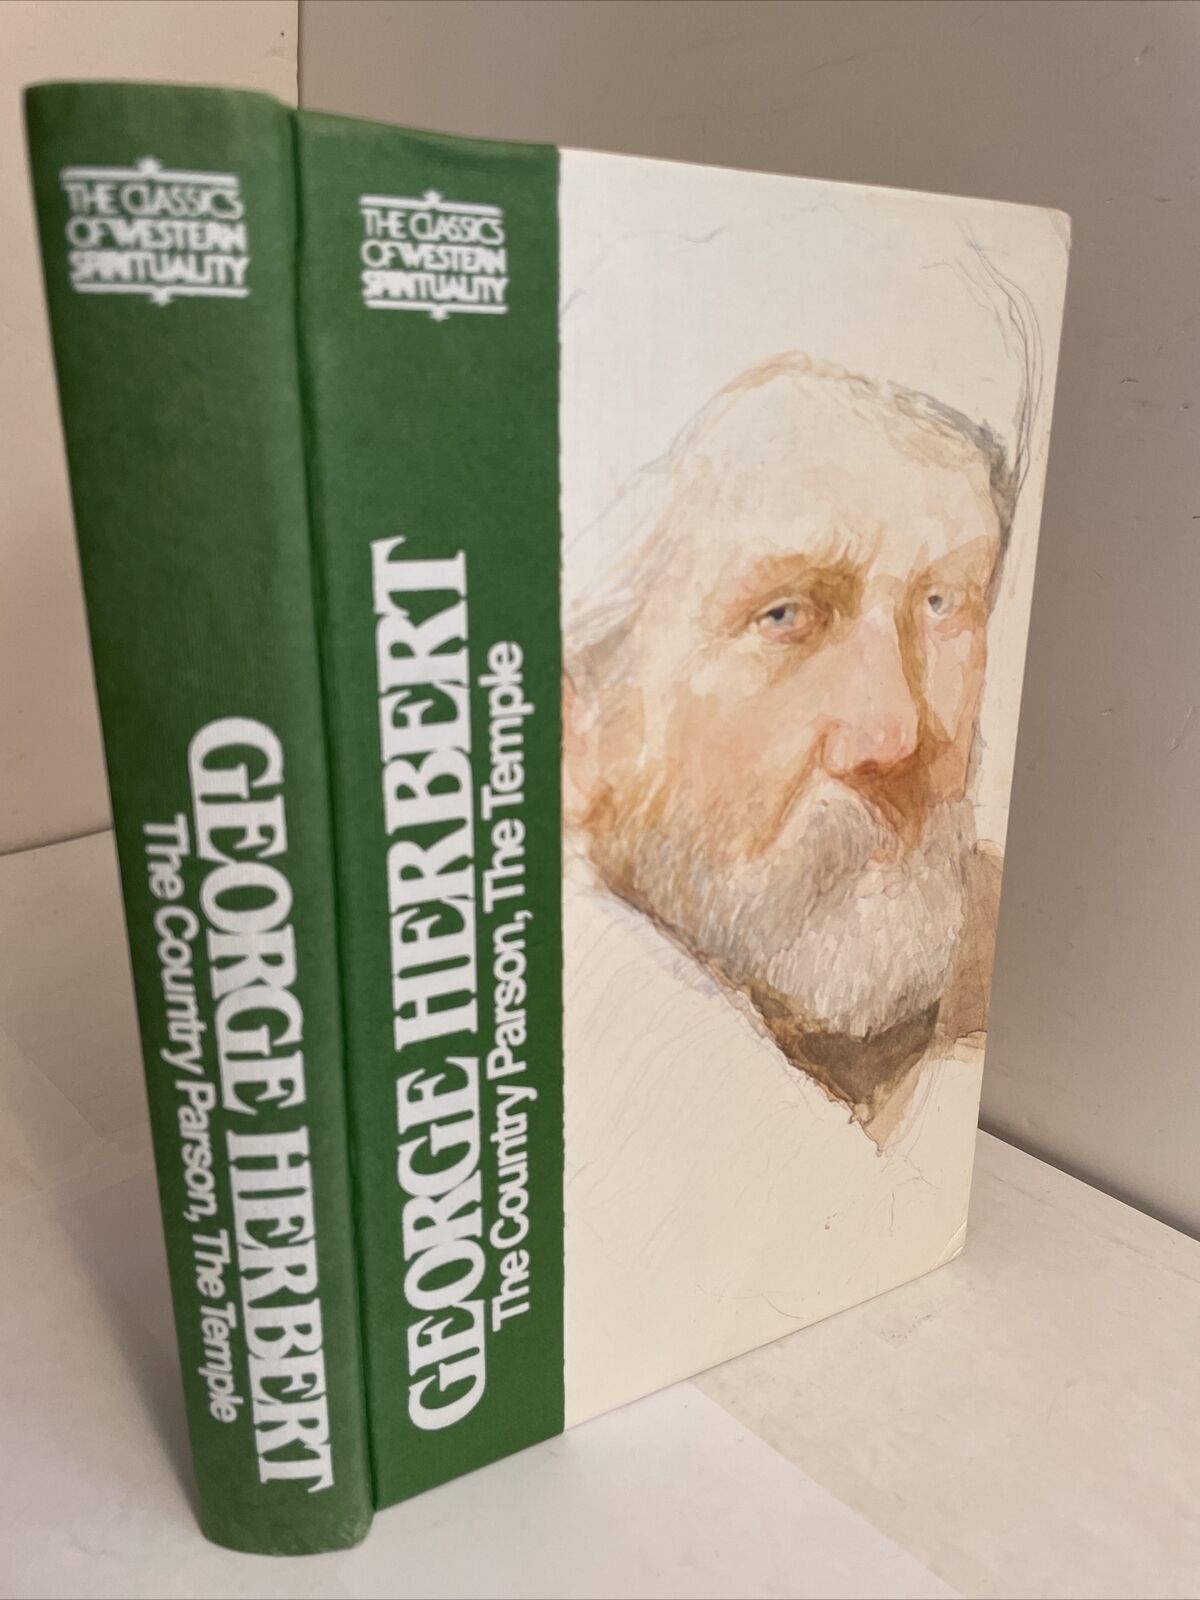 THE CLASSICS
OF WESTERN
SPIRITUALITY
GEORGE HERBERT
The Country Parson, The Temple
THE CLASSICS
OF WESTERN
SPIRITUALITY
GEORGE HERBERT
The Country Parson, The Temple